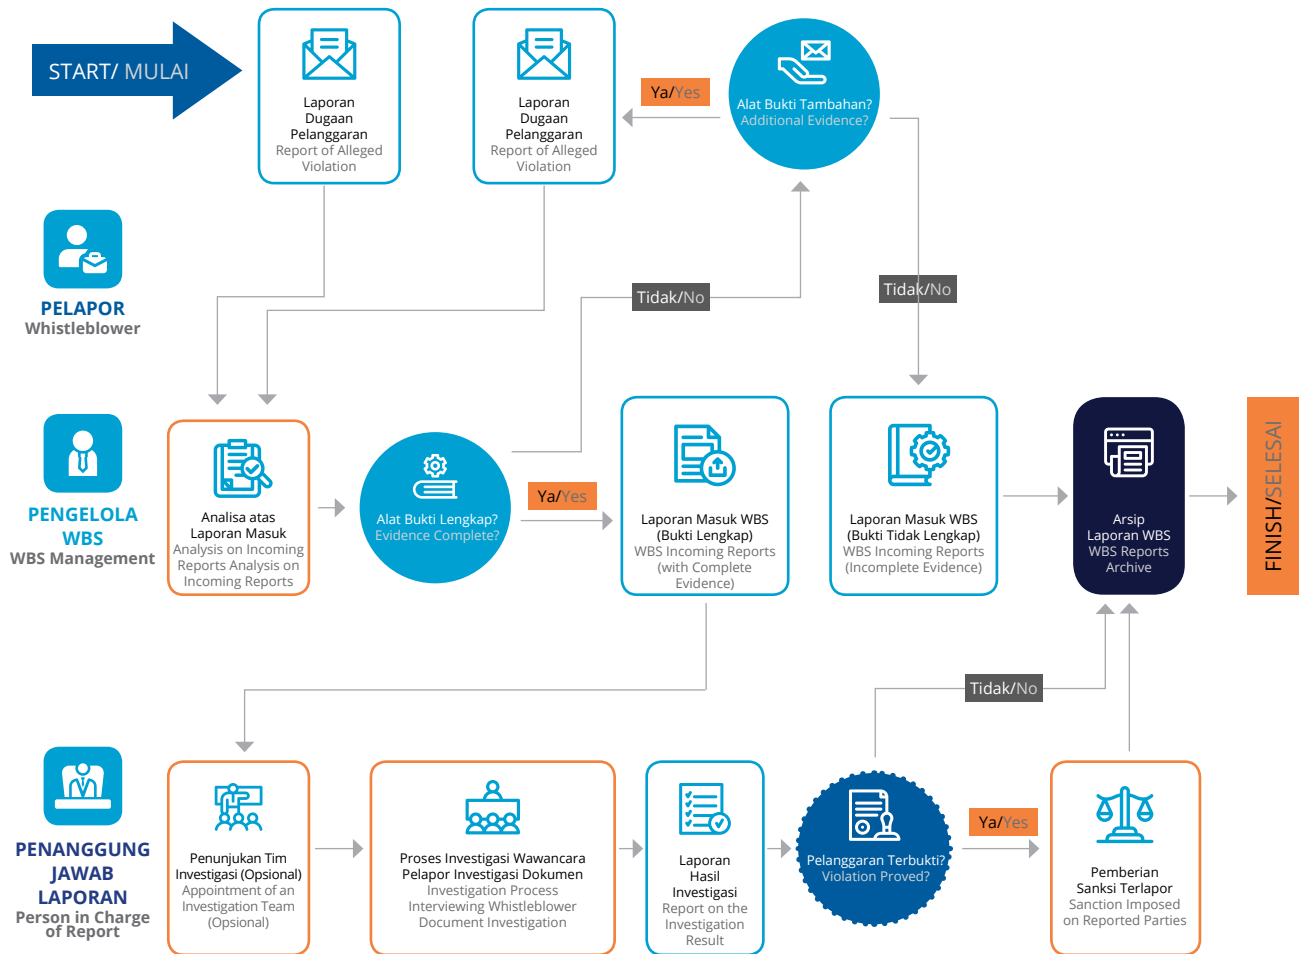 START/ MULAI
Laporan
Dugaan
Pelanggaran
Report of Alleged
Violation
Laporan
Dugaan
Pelanggaran
Report of Alleged
Violation
Ya/Yes
Alat Bukti Tambahan?
Additional Evidence?
PELAPOR
Whistleblower
Tidak/No
Tidak/No
PENGELOLA
WBS
WBS Management
Analisa atas
Laporan Masuk
Analysis on Incoming
Reports Analysis on
Incoming Reports
Alat Bukti Lengkap?
Evidence Complete?
Ya/Yes
Laporan Masuk WBS
(Bukti Lengkap)
WBS Incoming Reports
(with Complete
Evidence)
Laporan Masuk WBS
(Bukti Tidak Lengkap)
WBS Incoming Reports
(Incomplete Evidence)
Arsip
Laporan WBS
WBS Reports
Archive
FINISH/SELESAI
Tidak/No
PENANGGUNG
JAWAB
LAPORAN
Person in Charge
of Report
Penunjukan Tim
Investigasi (Opsional)
Appointment of an
Investigation Team
(Opsional)
Proses Investigasi Wawancara
Pelapor Investigasi Dokumen
Investigation Process
Interviewing Whistleblower
Document Investigation
Laporan
Hasil
Investigasi
Report on the
Investigation
Result
Pelanggaran Terbukti?
Violation Proved?
Ya/Yes
Pemberian
Sanksi Terlapor
Sanction Imposed
on Reported Parties